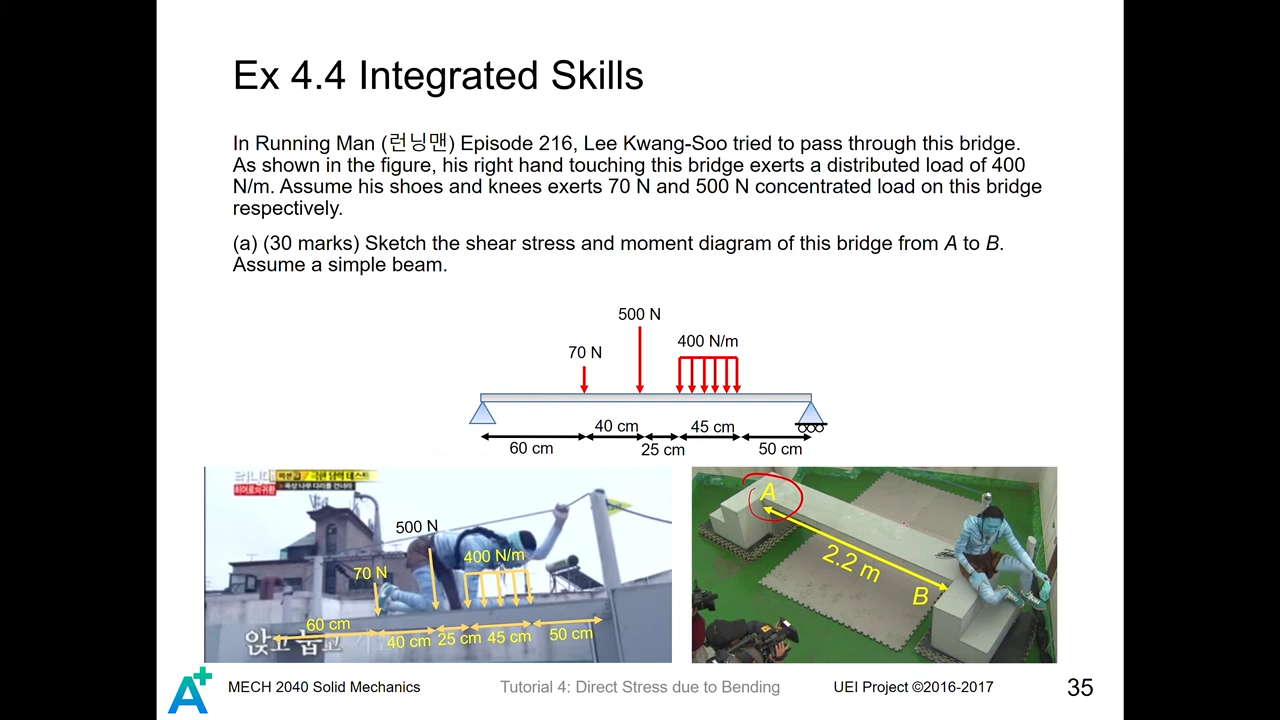 Ex 4.4 Integrated Skills
In Running Man (런닝맨) Episode 216, Lee Kwang-Soo tried to pass through this bridge.
As shown in the figure, his right hand touching this bridge exerts a distributed load of 400
N/m. Assume his shoes and knees exerts 70 N and 500 N concentrated load on this bridge
respectively.
(a) (30 marks) Sketch the shear stress and moment diagram of this bridge from A to B.
Assume a simple beam.
500 N
400 N/m
70 N
40 cm
45 cm
60 cm
25 cm
50 cm
500 N
400 N/m
70 N
60 cm
40 cm
25 cm
45 cm
50 cm
앉고 눕고
A
2.2 m
B
A+
MECH 2040 Solid Mechanics
Tutorial 4: Direct Stress due to Bending
UEI Project ©2016-2017
35